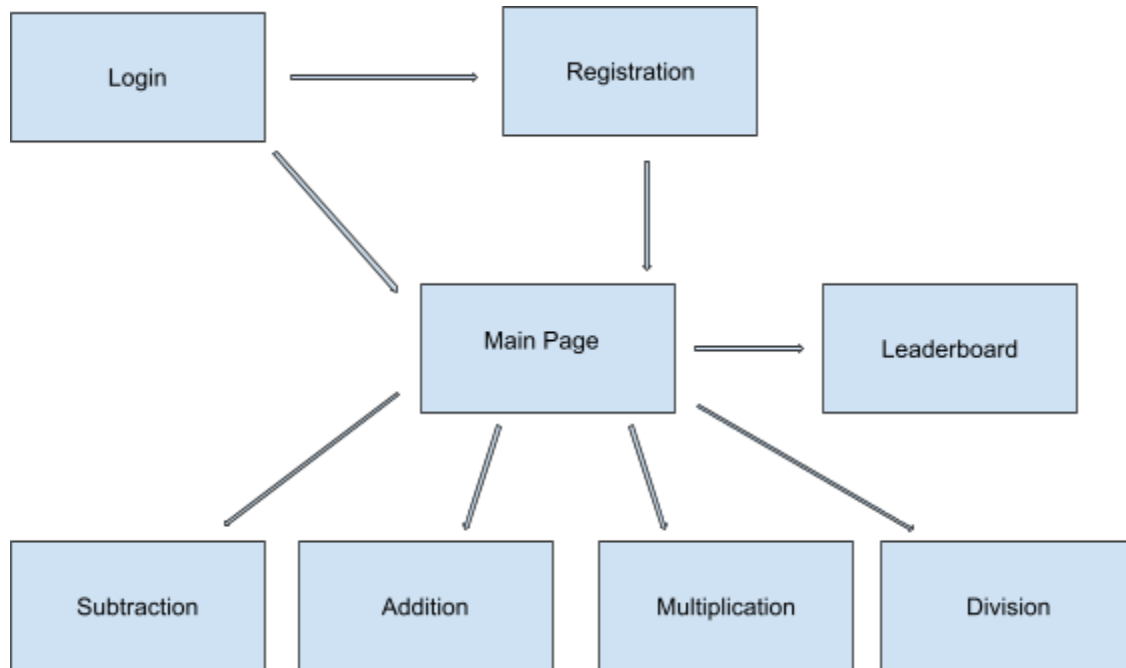 Login
Registration
Main Page
Leaderboard
Subtraction
Addition
Multiplication
Division